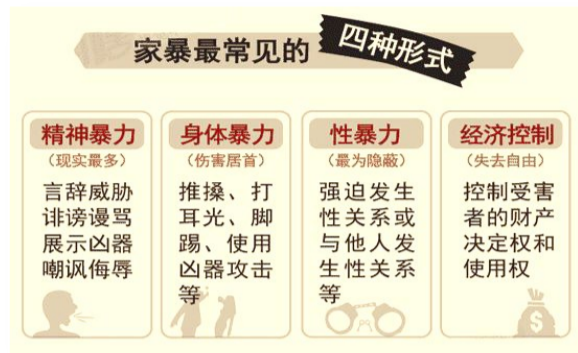 家暴最常见的
四种形式
精神暴力
（现实最多）
言辞威胁
诽谤谩骂
展示凶器
嘲讽侮辱
身体暴力
（伤害居首）
推搡、打
耳光、脚
踢、使用
凶器攻击
等
性暴力
（最为隐蔽）
强迫发生
性关系或
与他人发
生性关系
等
经济控制
（失去自由）
控制受害
者的财产
决定权和
使用权
$